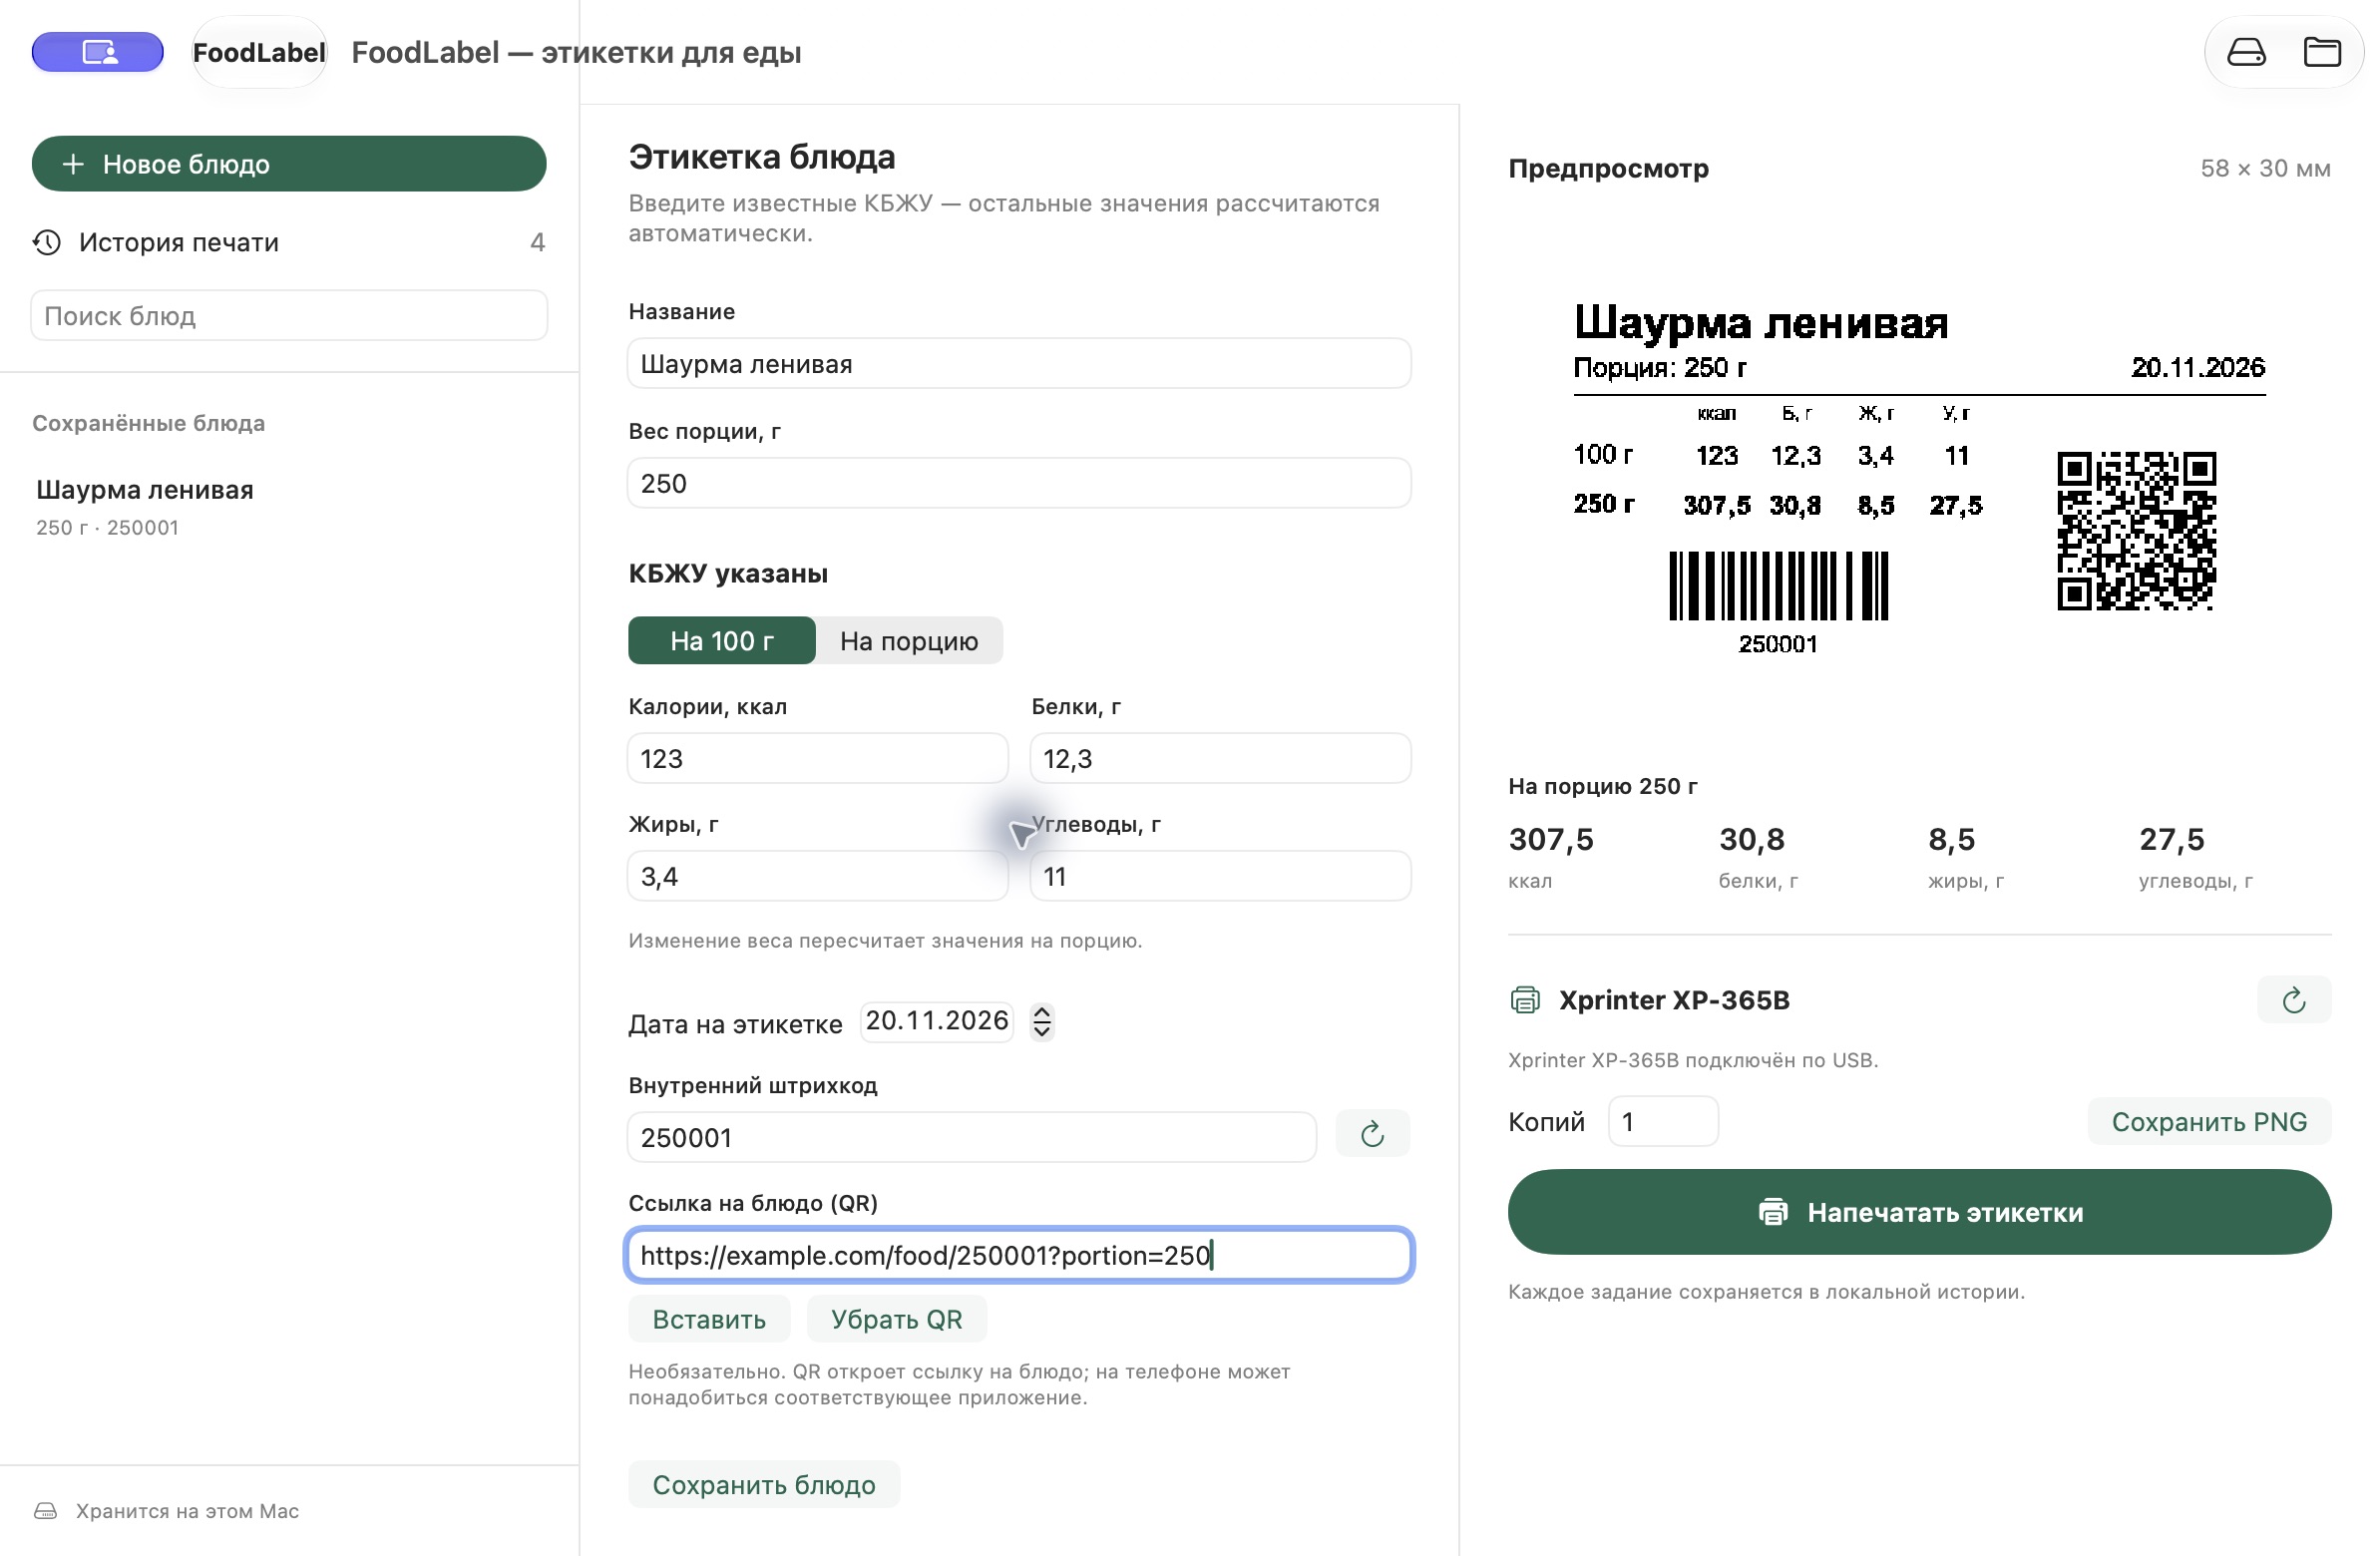 FoodLabel
FoodLabel — этикетки для еды
Новое блюдо
История печати 4
Поиск блюд
Сохранённые блюда
Шаурма ленивая
250 г · 250001
Хранится на этом Mac
Этикетка блюда
Введите известные КБЖУ — остальные значения рассчитаются
автоматически.
Название
Шаурма ленивая
Вес порции, г
250
КБЖУ указаны
На 100 г На порцию
Калории, ккал Белки, г
123 12,3
Жиры, г Углеводы, г
3,4 11
Изменение веса пересчитает значения на порцию.
Дата на этикетке 20.11.2026
Внутренний штрихкод
250001
Ссылка на блюдо (QR)
https://example.com/food/250001?portion=250
Вставить Убрать QR
Необязательно. QR откроет ссылку на блюдо; на телефоне может
понадобиться соответствующее приложение.
Сохранить блюдо
Предпросмотр 58 × 30 мм
Шаурма ленивая
Порция: 250 г 20.11.2026
ккал Б, г Ж, г У, г
100 г 123 12,3 3,4 11
250 г 307,5 30,8 8,5 27,5
250001
На порцию 250 г
307,5 30,8 8,5 27,5
ккал белки, г жиры, г углеводы, г
Xprinter XP-365B
Xprinter XP-365B подключён по USB.
Копий 1 Сохранить PNG
Напечатать этикетки
Каждое задание сохраняется в локальной истории.